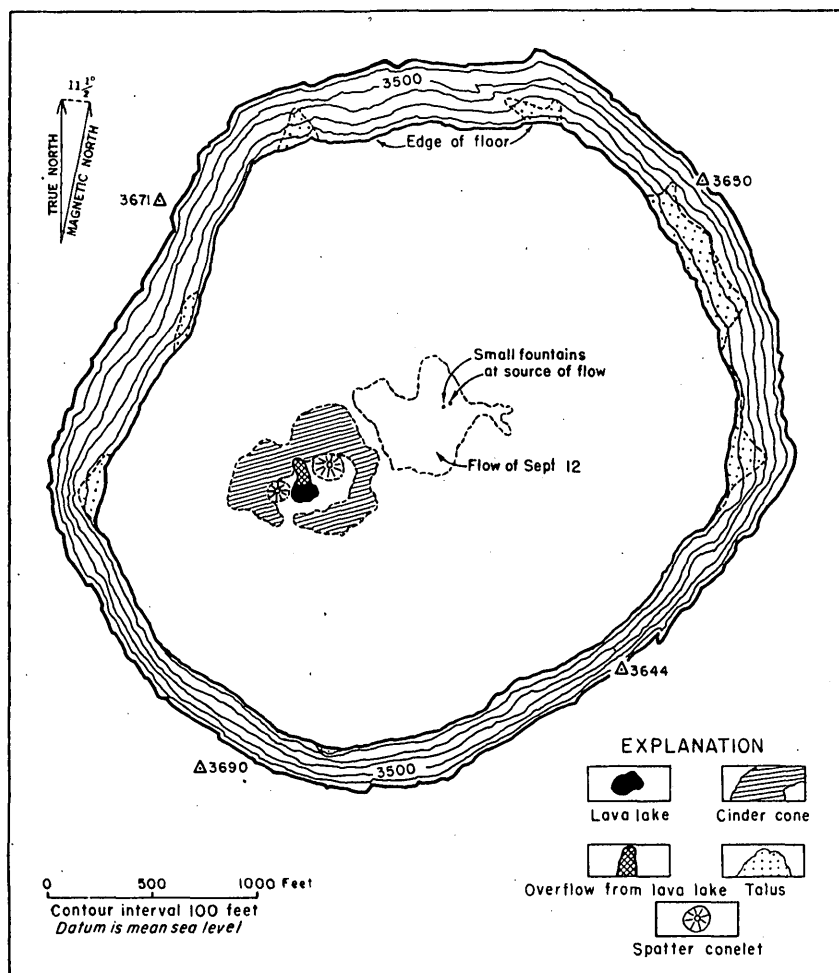 11½°
TRUE NORTH
MAGNETIC NORTH
3500
Edge of floor
3671
3650
Small fountains
at source of flow
Flow of Sept 12
3644
3690
3500
EXPLANATION
Lava lake
Cinder cone
Overflow from lava lake
Talus
Spatter conelet
0 500 1000 Feet
Contour interval 100 feet
Datum is mean sea level